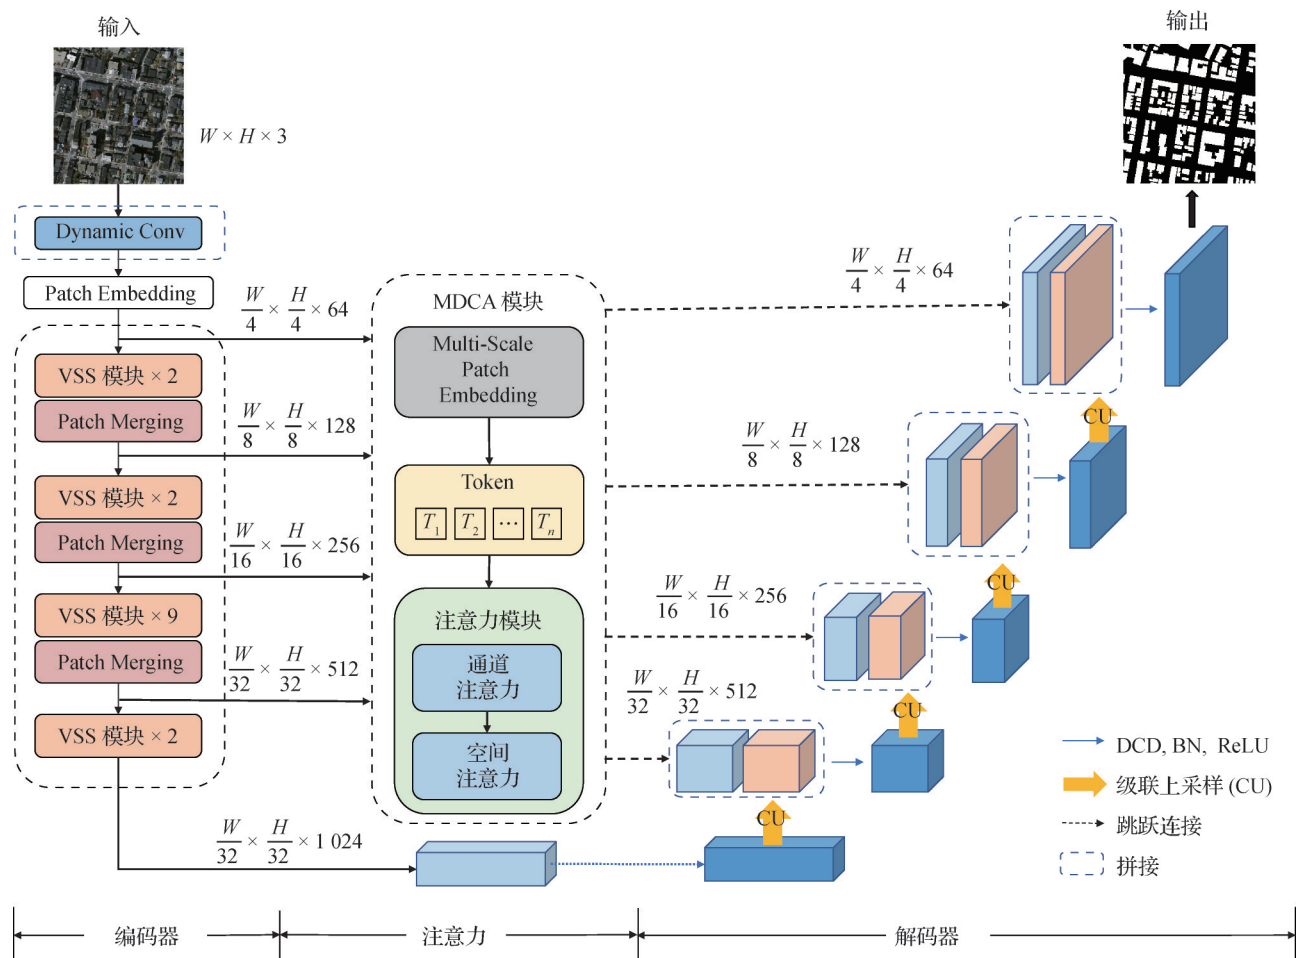 输入
W × H × 3
Dynamic Conv
Patch Embedding
W/4 × H/4 × 64
VSS 模块 × 2
Patch Merging
W/8 × H/8 × 128
VSS 模块 × 2
Patch Merging
W/16 × H/16 × 256
VSS 模块 × 9
Patch Merging
W/32 × H/32 × 512
VSS 模块 × 2
W/32 × H/32 × 1 024
MDCA 模块
Multi-Scale
Patch
Embedding
Token
T1 T2 ··· Tn
注意力模块
通道
注意力
空间
注意力
输出
W/4 × H/4 × 64
CU
W/8 × H/8 × 128
CU
W/16 × H/16 × 256
CU
W/32 × H/32 × 512
CU
DCD, BN, ReLU
级联上采样 (CU)
跳跃连接
拼接
编码器
注意力
解码器